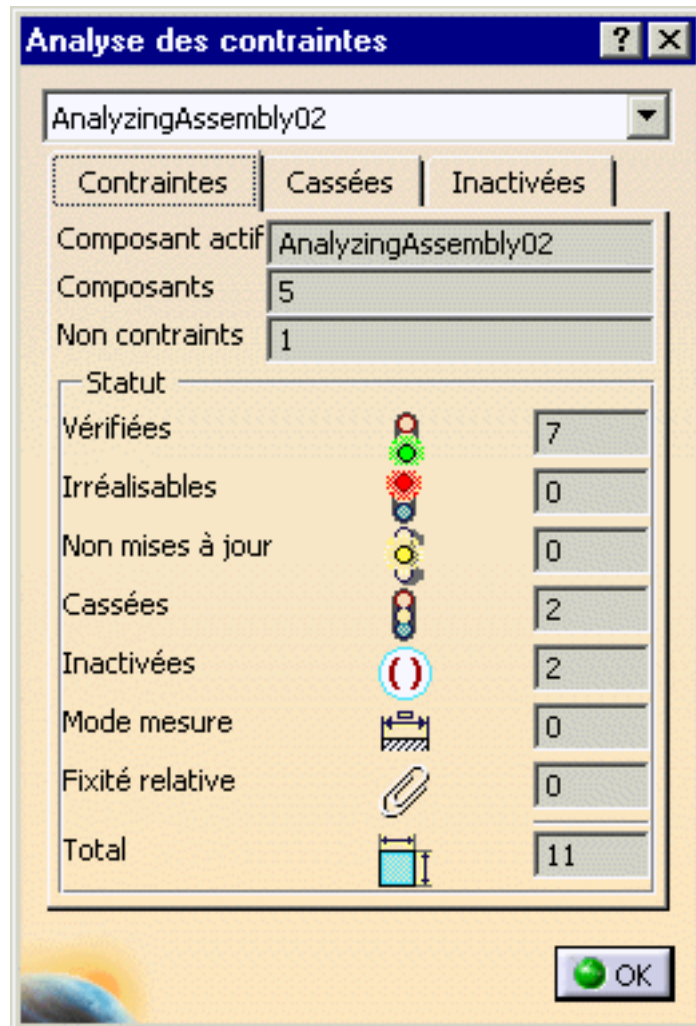 Analyse des contraintes ? X
AnalyzingAssembly02
Contraintes Cassées Inactivées
Composant actif AnalyzingAssembly02
Composants 5
Non contraints 1
Statut
Vérifiées 7
Irréalisables 0
Non mises à jour 0
Cassées 2
Inactivées () 2
Mode mesure 0
Fixité relative 0
Total 11
OK